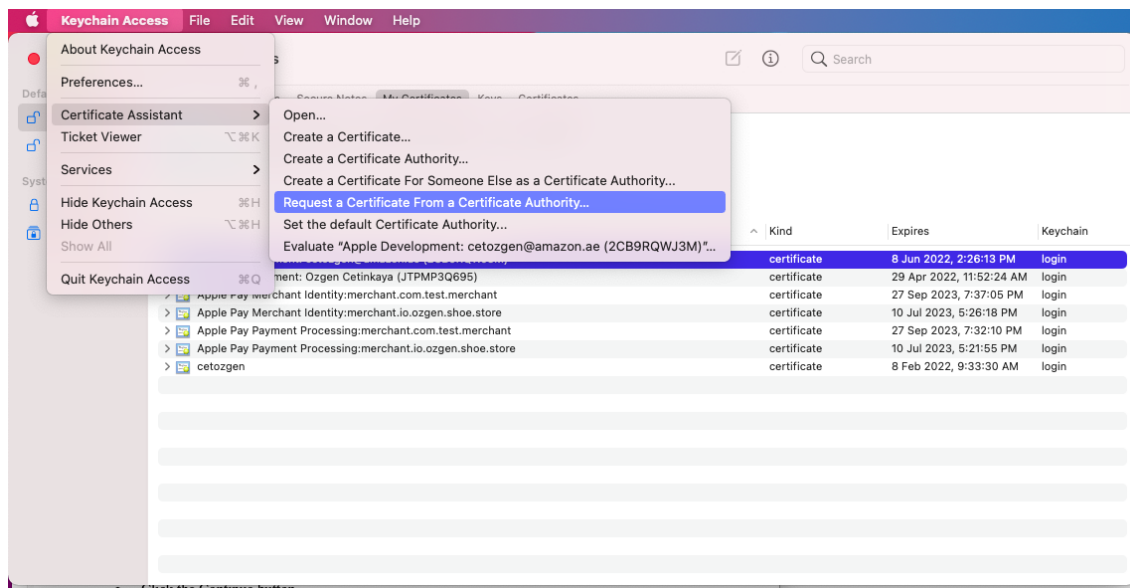 Keychain Access File Edit View Window Help
About Keychain Access
Preferences... ⌘ ,
Certificate Assistant >
Ticket Viewer ⌥⌘K
Services >
Hide Keychain Access ⌘H
Hide Others ⌥⌘H
Show All
Quit Keychain Access ⌘Q
Search
Defa
Syst
Secure Notes My Certificates Keys Certificates
Open...
Create a Certificate...
Create a Certificate Authority...
Create a Certificate For Someone Else as a Certificate Authority...
Request a Certificate From a Certificate Authority...
Set the default Certificate Authority...
Evaluate “Apple Development: cetozgen@amazon.ae (2CB9RQWJ3M)”...
Kind Expires Keychain
certificate 8 Jun 2022, 2:26:13 PM login
ment: Ozgen Cetinkaya (JTPMP3Q695) certificate 29 Apr 2022, 11:52:24 AM login
Apple Pay Merchant Identity:merchant.com.test.merchant certificate 27 Sep 2023, 7:37:05 PM login
Apple Pay Merchant Identity:merchant.io.ozgen.shoe.store certificate 10 Jul 2023, 5:26:18 PM login
Apple Pay Payment Processing:merchant.com.test.merchant certificate 27 Sep 2023, 7:32:10 PM login
Apple Pay Payment Processing:merchant.io.ozgen.shoe.store certificate 10 Jul 2023, 5:21:55 PM login
cetozgen certificate 8 Feb 2022, 9:33:30 AM login